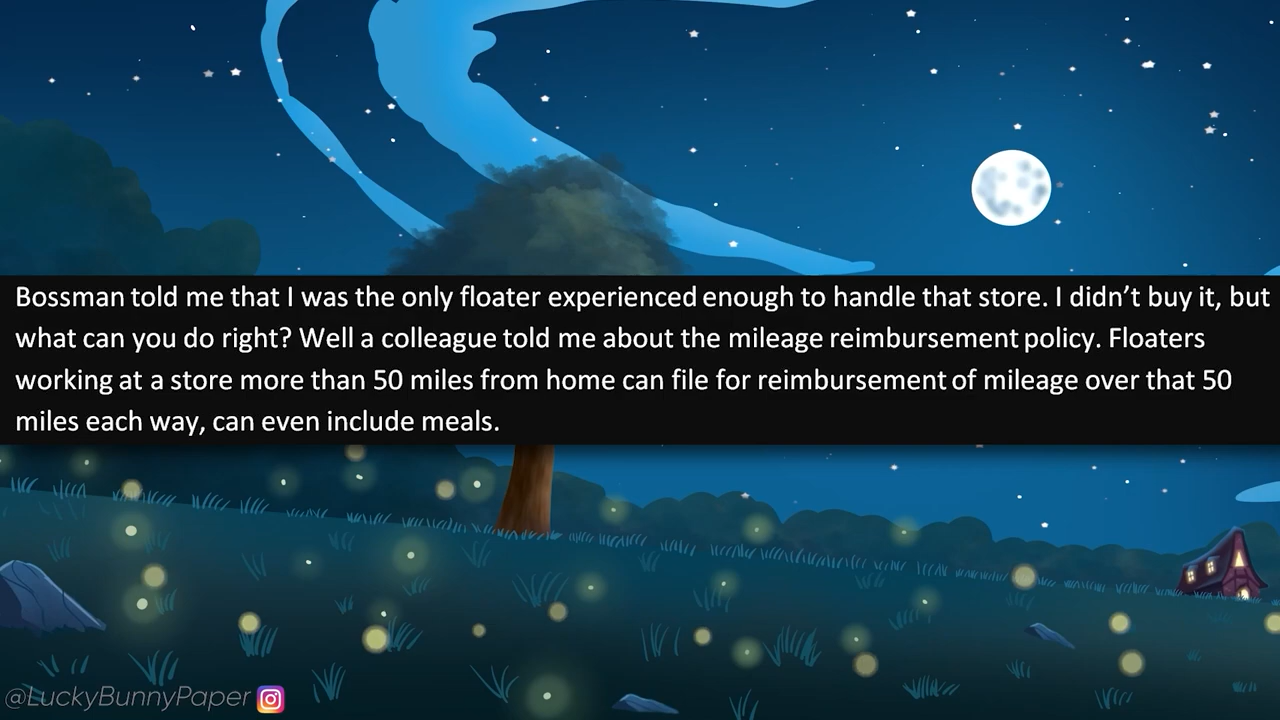 Bossman told me that I was the only floater experienced enough to handle that store. I didn’t buy it, but
what can you do right? Well a colleague told me about the mileage reimbursement policy. Floaters
working at a store more than 50 miles from home can file for reimbursement of mileage over that 50
miles each way, can even include meals.
@LuckyBunnyPaper